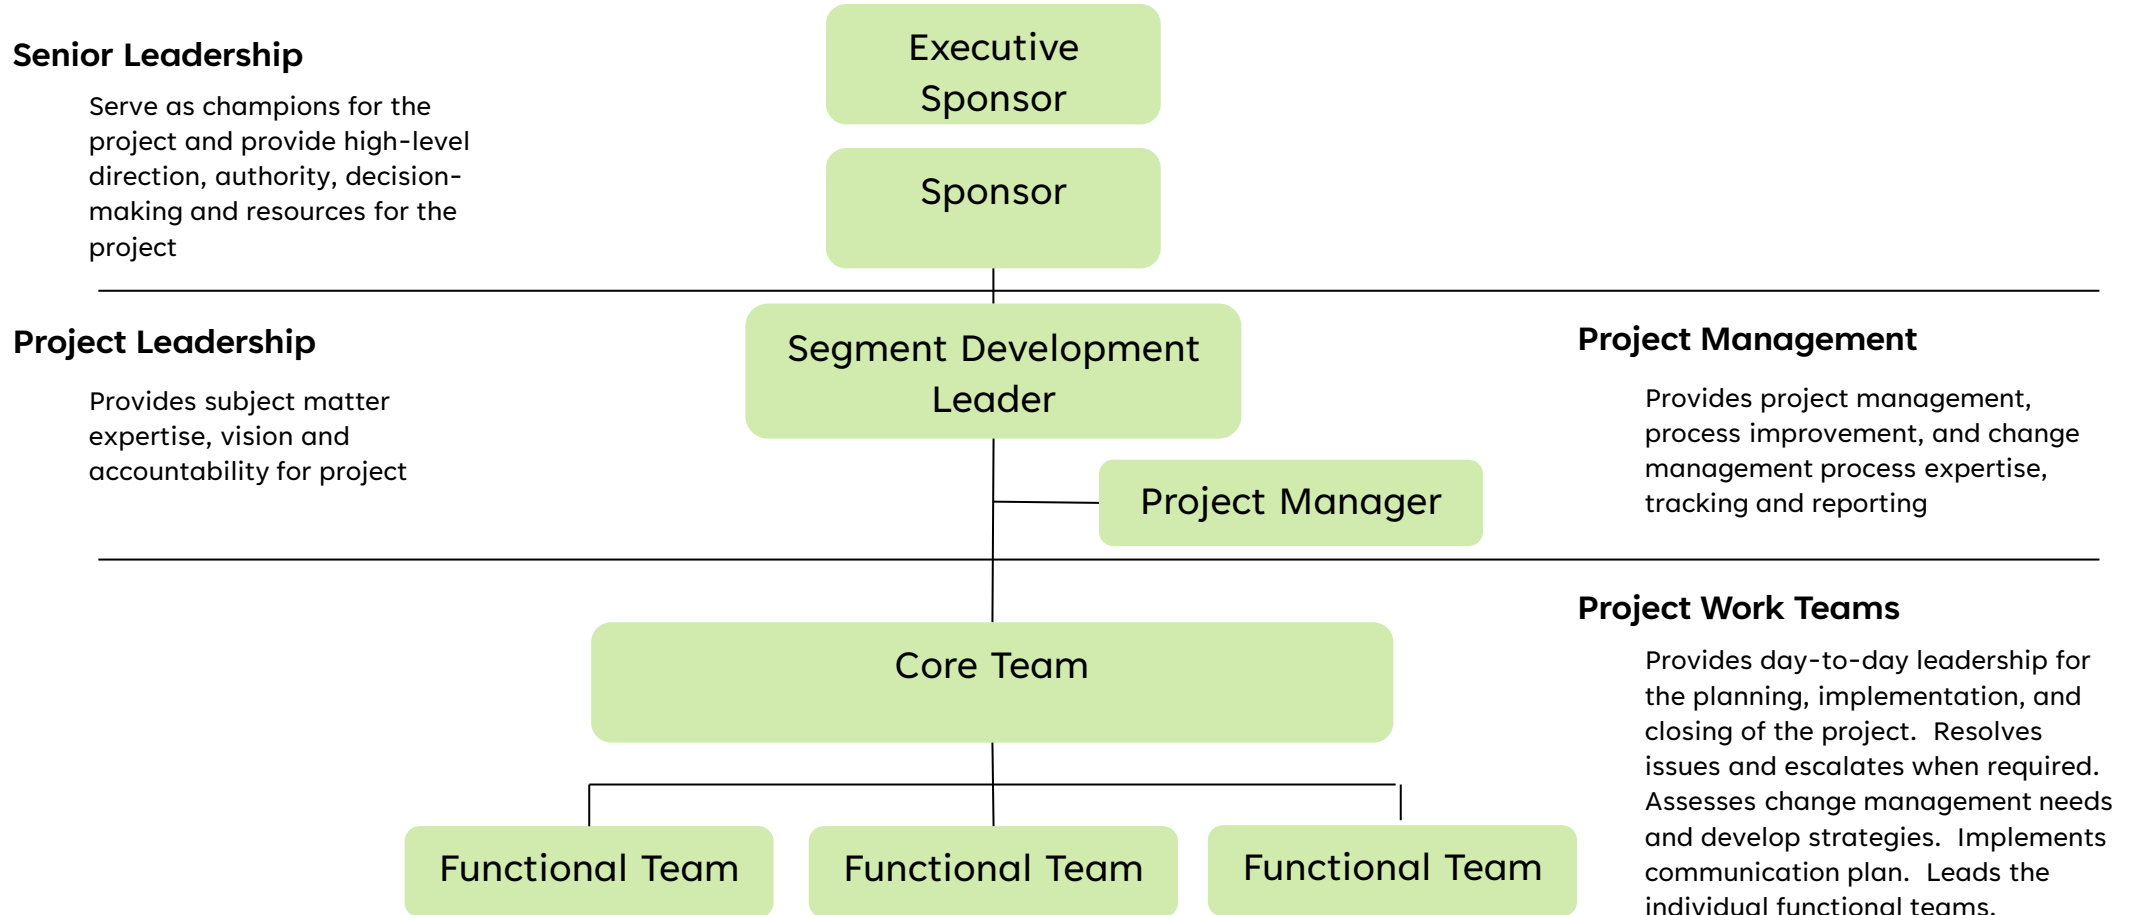 Executive
Sponsor
Senior Leadership
Serve as champions for the
project and provide high-level
direction, authority, decision-
making and resources for the
project
Sponsor
Project Leadership
Provides subject matter
expertise, vision and
accountability for project
Segment Development
Leader
Project Management
Provides project management,
process improvement, and change
management process expertise,
tracking and reporting
Project Manager
Core Team
Project Work Teams
Provides day-to-day leadership for
the planning, implementation, and
closing of the project.  Resolves
issues and escalates when required.
Assesses change management needs
and develop strategies.  Implements
communication plan.  Leads the
individual functional teams.
Functional Team
Functional Team
Functional Team